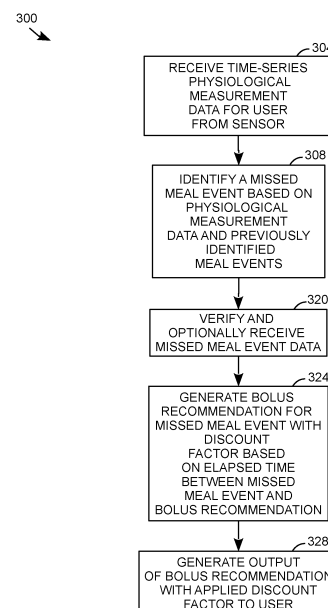 300
304
RECEIVE TIME-SERIES
PHYSIOLOGICAL
MEASUREMENT
DATA FOR USER
FROM SENSOR
308
IDENTIFY A MISSED
MEAL EVENT BASED ON
PHYSIOLOGICAL
MEASUREMENT
DATA AND PREVIOUSLY
IDENTIFIED
MEAL EVENTS
320
VERIFY AND
OPTIONALLY RECEIVE
MISSED MEAL EVENT DATA
324
GENERATE BOLUS
RECOMMENDATION FOR
MISSED MEAL EVENT WITH
DISCOUNT
FACTOR BASED
ON ELAPSED TIME
BETWEEN MISSED
MEAL EVENT AND
BOLUS RECOMMENDATION
328
GENERATE OUTPUT
OF BOLUS RECOMMENDATION
WITH APPLIED DISCOUNT
FACTOR TO USER